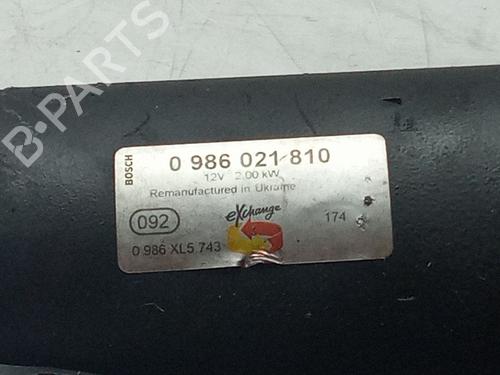 B-PARTS
BOSCH
0 986 021 810
12V 2.00 kW
Remanufactured in Ukraine
092
eXchange
174
0 986 XL5 743